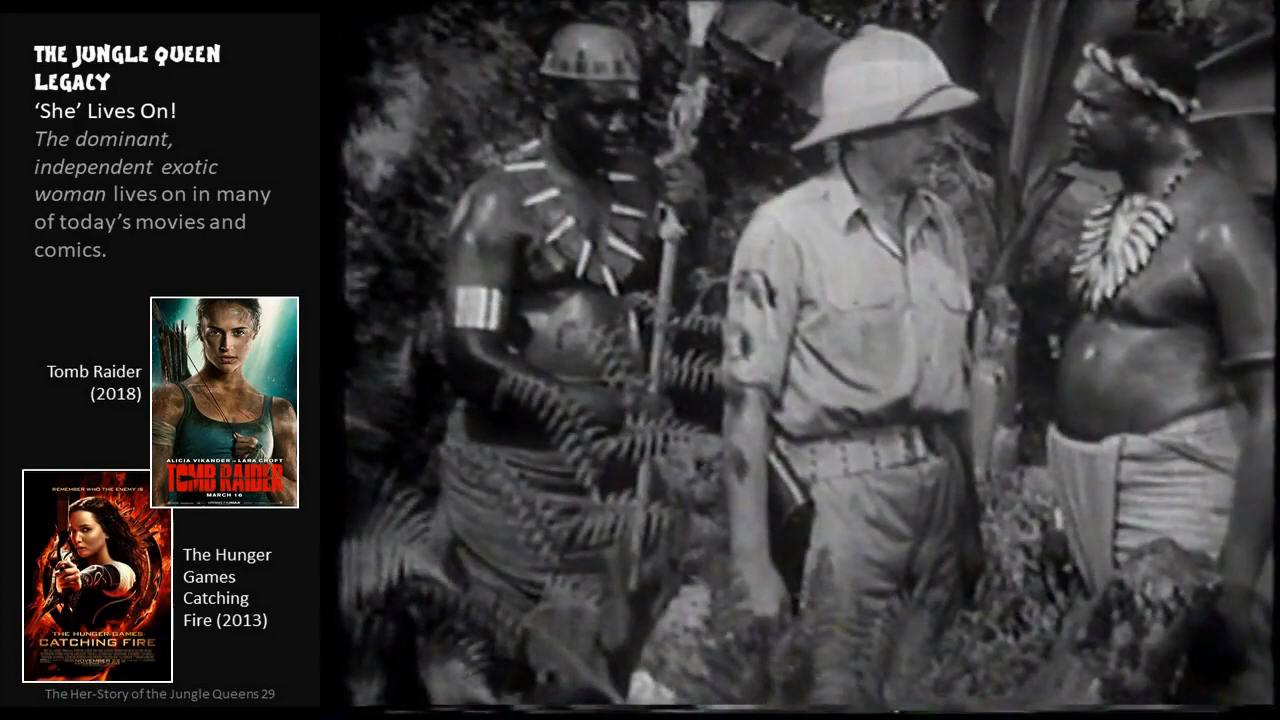 THE JUNGLE QUEEN
LEGACY
‘She’ Lives On!
The dominant,
independent exotic
woman lives on in many
of today’s movies and
comics.
Tomb Raider
(2018)
ALICIA VIKANDER IS LARA CROFT
TOMB RAIDER
MARCH 16
REMEMBER WHO THE ENEMY IS
THE HUNGER GAMES
CATCHING FIRE
NOVEMBER 22
The Hunger
Games
Catching
Fire (2013)
The Her-Story of the Jungle Queens 29